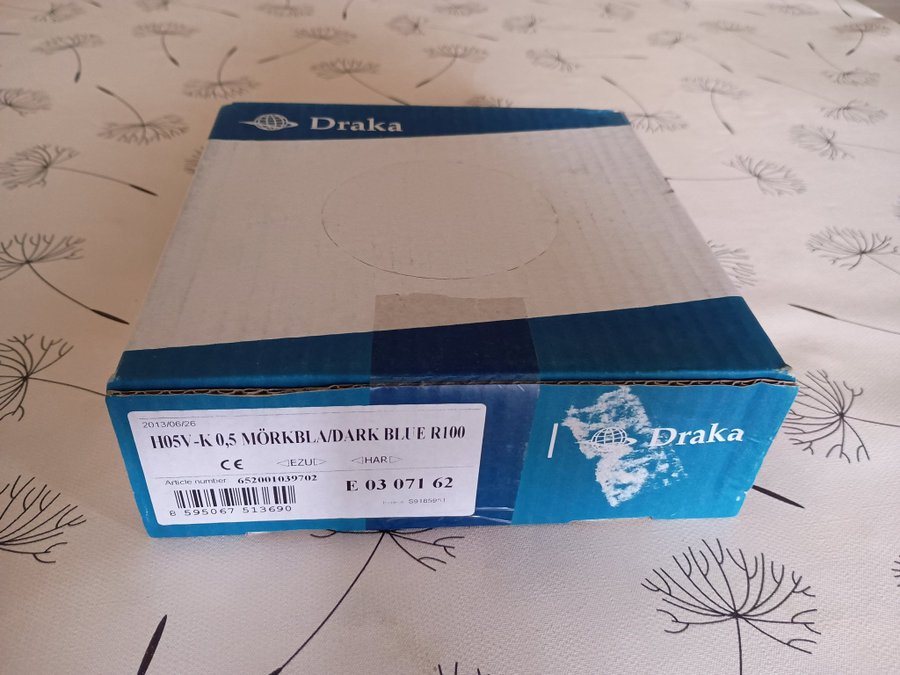 Draka
2013/06/26
H05V-K 0,5 MÖRKBLA/DARK BLUE R100
CE ◁EZU▷ ◁HAR▷
Article number 652001039702
E 03 071 62
8 595067 513690
Draka